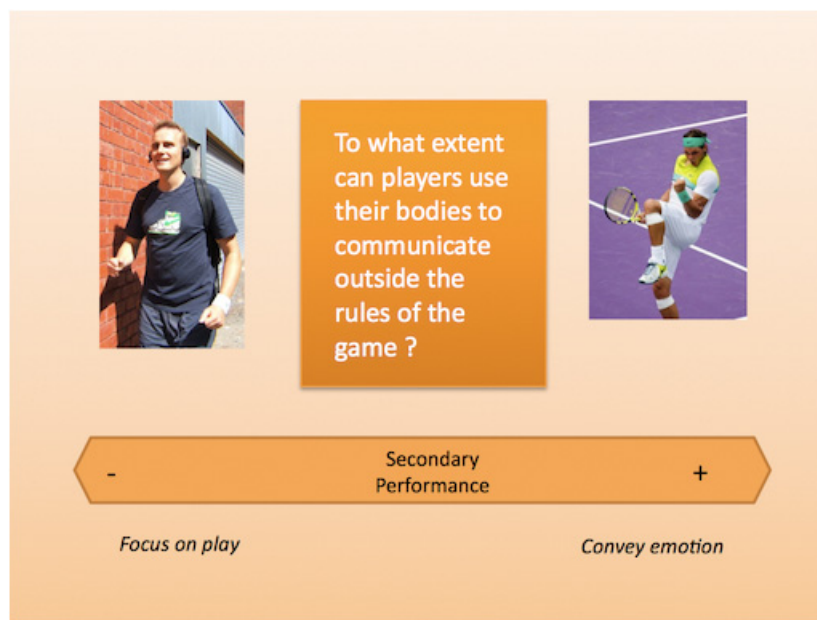 To what extent
can players use
their bodies to
communicate
outside the
rules of the
game ?
-
Secondary
Performance
+
Focus on play
Convey emotion